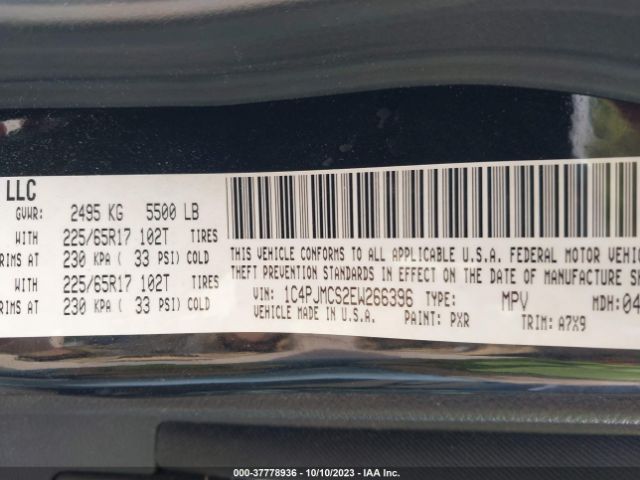 LLC
GVWR: 2495 KG 5500 LB
WITH 225/65R17 102T TIRES
RIMS AT 230 KPA ( 33 PSI) COLD
WITH 225/65R17 102T TIRES
RIMS AT 230 KPA ( 33 PSI) COLD
THIS VEHICLE CONFORMS TO ALL APPLICABLE U.S.A. FEDERAL MOTOR VEHICL
THEFT PREVENTION STANDARDS IN EFFECT ON THE DATE OF MANUFACTURE SH
VIN: 1C4PJMCS2EW266396 TYPE: MPV MDH:04
VEHICLE MADE IN U.S.A. PAINT: PXR TRIM: A7X9
000-37778936 - 10/10/2023 - IAA Inc.